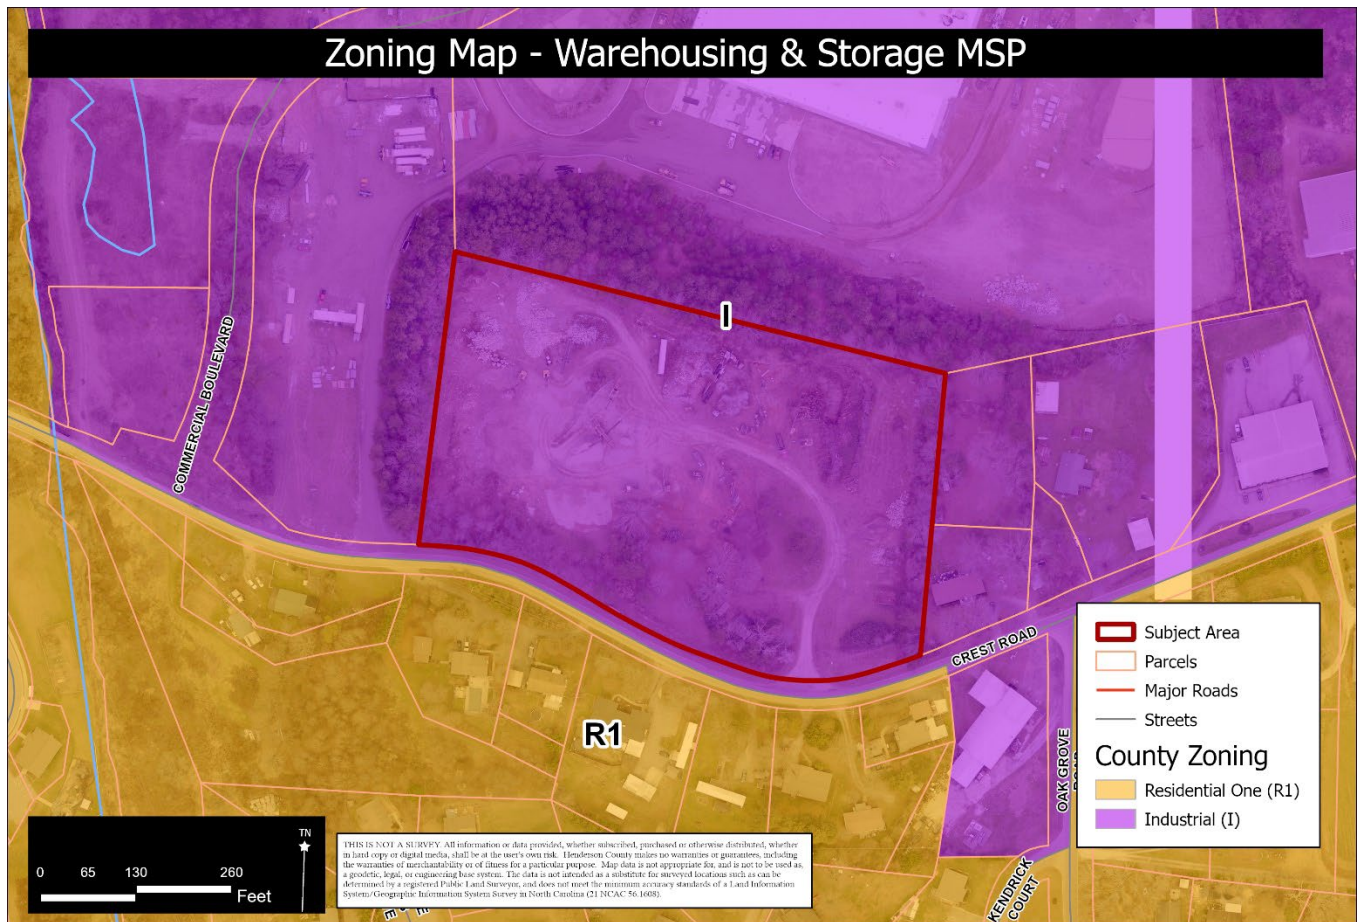 Zoning Map - Warehousing & Storage MSP
I
COMMERCIAL BOULEVARD
CREST ROAD
R1
OAK GROVE
KENDRICK
COURT
Subject Area
Parcels
Major Roads
Streets
County Zoning
Residential One (R1)
Industrial (I)
TN
0 65 130 260
Feet
THIS IS NOT A SURVEY. All information or data provided, whether subscribed, purchased or otherwise distributed, whether
in hard copy or digital media, shall be at the user's own risk. Henderson County makes no warranties or guarantees, including
the warranties of merchantability or of fitness for a particular purpose. Map data is not appropriate for, and is not to be used as,
a geodetic, legal, or engineering base system. The data is not intended as a substitute for surveyed locations such as can be
determined by a registered Public Land Surveyor, and does not meet the minimum accuracy standards of a Land Information
System/Geographic Information System Survey in North Carolina (21 NCAC 56.1608).